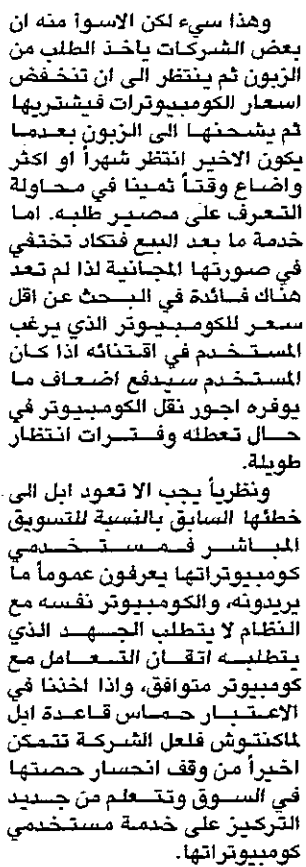 وهذا سيء لكن الاسوأ منه ان
بعض الشركات ياخذ الطلب من
الزبون ثم ينتظر الى ان تنخفض
اسعار الكومبيوترات فيشتريها
ثم يشحنها الى الزبون بعدما
يكون الاخير انتظر شهراً او اكثر
واضاع وقتاً ثمينا في محاولة
التعرف على مصير طلبه. اما
خدمة ما بعد البيع فتكاد تختفي
في صورتها المجانية لذا لم تعد
هناك فائدة في البحث عن اقل
سعر للكومبيوتر الذي يرغب
المستخدم في اقتنائه اذا كان
المستخدم سيدفع اضعاف ما
يوفره اجور نقل الكومبيوتر في
حال تعطله وفترات انتظار
طويلة.
ونظرياً يجب الا تعود ابل الى
خطئها السابق بالنسبة للتسويق
المباشر فمستخدمي
كومبيوتراتها يعرفون عموماً ما
يريدونه، والكومبيوتر نفسه مع
النظام لا يتطلب الجهد الذي
يتطلبه اتقان التعامل مع
كومبيوتر متوافق، واذا اخذنا في
الاعتبار حماس قاعدة ابل
ماكنتوش فلعل الشركة تتمكن
اخيراً من وقف انحسار حصتها
في السوق وتتعلم من جديد
التركيز على خدمة مستخدمي
كومبيوتراتها.